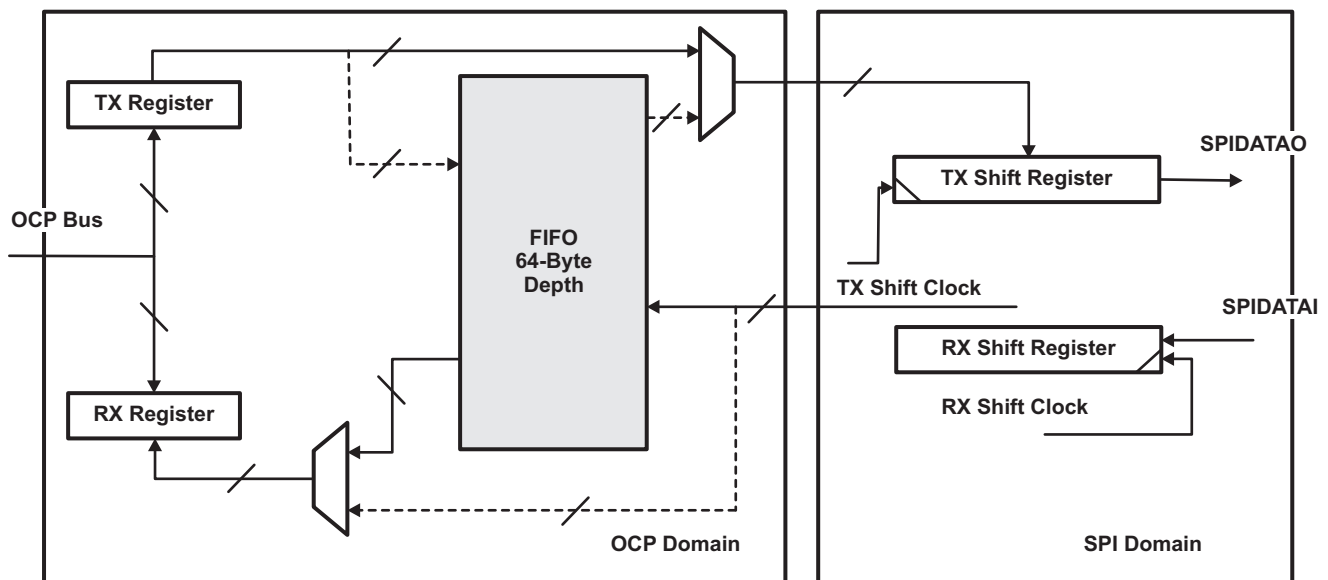 TX Register
SPIDATAO
TX Shift Register
OCP Bus
FIFO
64-Byte
Depth
TX Shift Clock
SPIDATAI
RX Shift Register
RX Register
RX Shift Clock
OCP Domain
SPI Domain